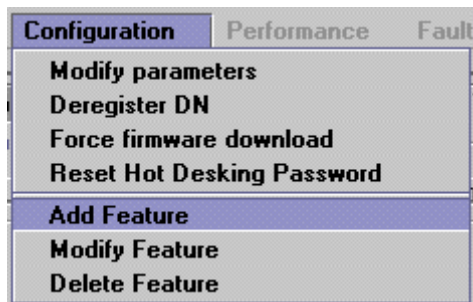 Configuration Performance Fault
Modify parameters
Deregister DN
Force firmware download
Reset Hot Desking Password
Add Feature
Modify Feature
Delete Feature